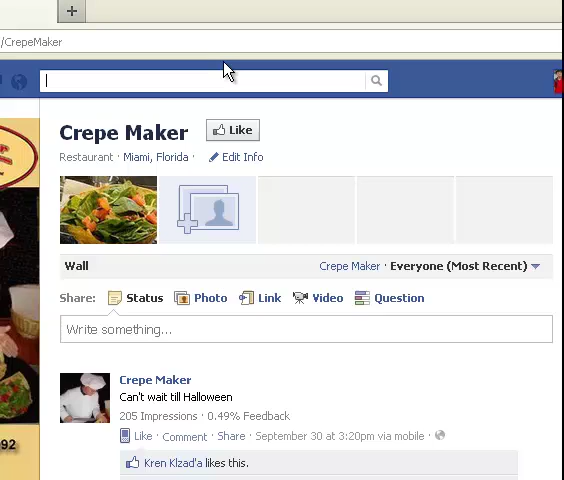 /CrepeMaker
Crepe Maker
Like
Restaurant · Miami, Florida · Edit Info
Wall
Crepe Maker · Everyone (Most Recent)
Share: Status Photo Link Video Question
Write something...
Crepe Maker
Can't wait till Halloween
205 Impressions · 0.49% Feedback
Like · Comment · Share · September 30 at 3:20pm via mobile ·
Kren Klzad'a likes this.
92